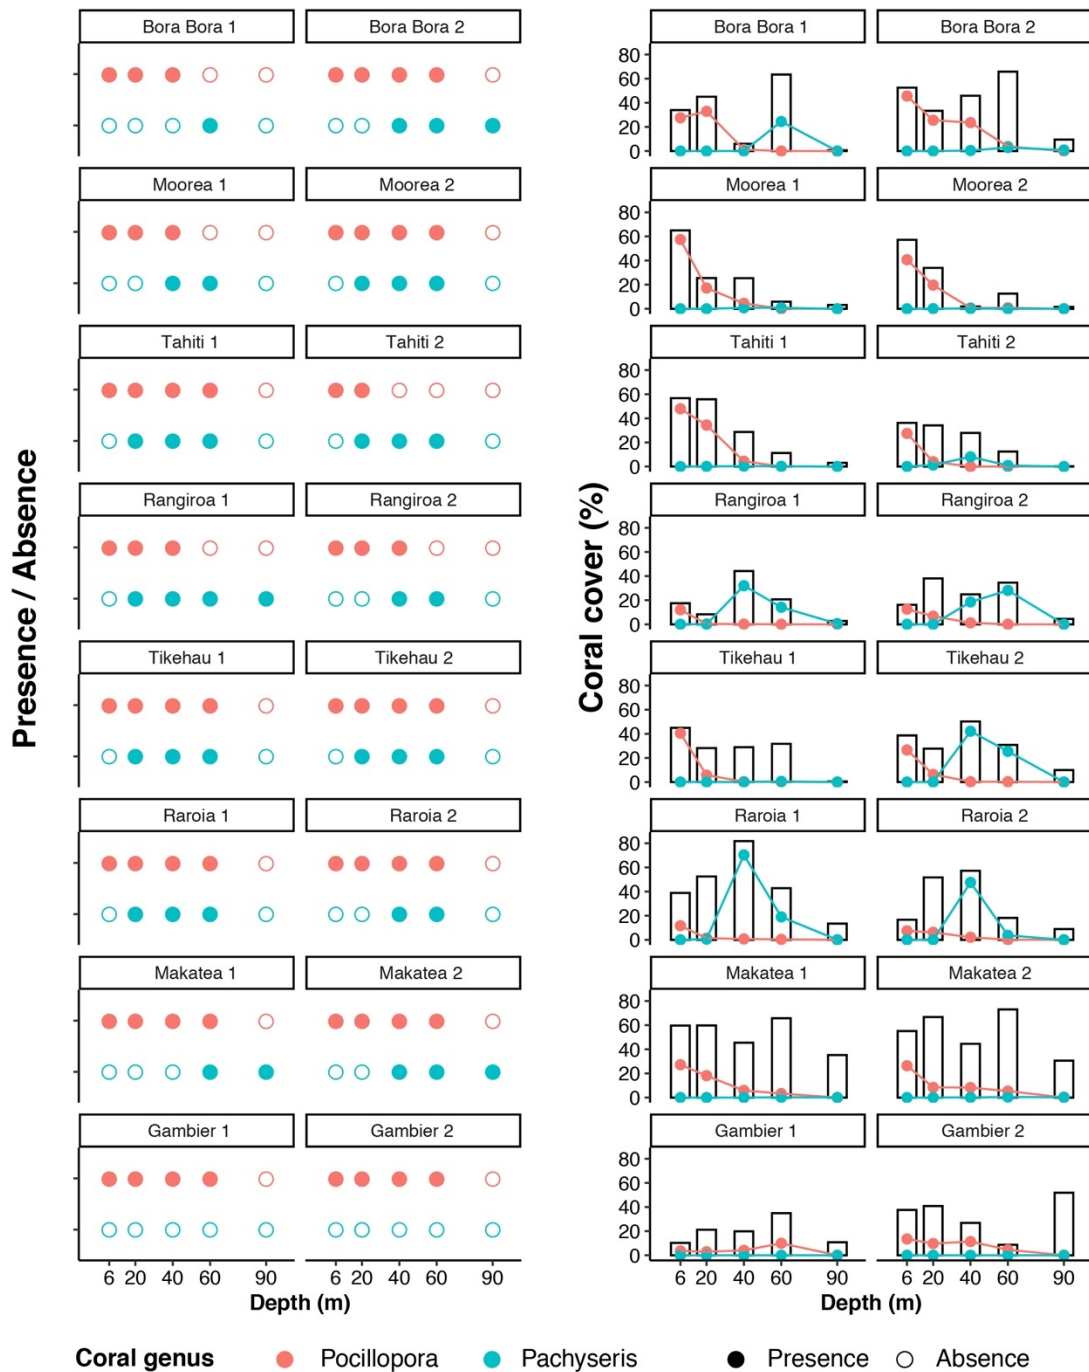 Presence / Absence
Bora Bora 1
Bora Bora 2
Moorea 1
Moorea 2
Tahiti 1
Tahiti 2
Rangiroa 1
Rangiroa 2
Tikehau 1
Tikehau 2
Raroia 1
Raroia 2
Makatea 1
Makatea 2
Gambier 1
Gambier 2
6 20 40 60 90 6 20 40 60 90
Depth (m)
Coral cover (%)
Bora Bora 1
Bora Bora 2
80
60
40
20
0
Moorea 1
Moorea 2
80
60
40
20
0
Tahiti 1
Tahiti 2
80
60
40
20
0
Rangiroa 1
Rangiroa 2
80
60
40
20
0
Tikehau 1
Tikehau 2
80
60
40
20
0
Raroia 1
Raroia 2
80
60
40
20
0
Makatea 1
Makatea 2
80
60
40
20
0
Gambier 1
Gambier 2
80
60
40
20
0
6 20 40 60 90 6 20 40 60 90
Depth (m)
Coral genus Pocillopora Pachyseris Presence Absence